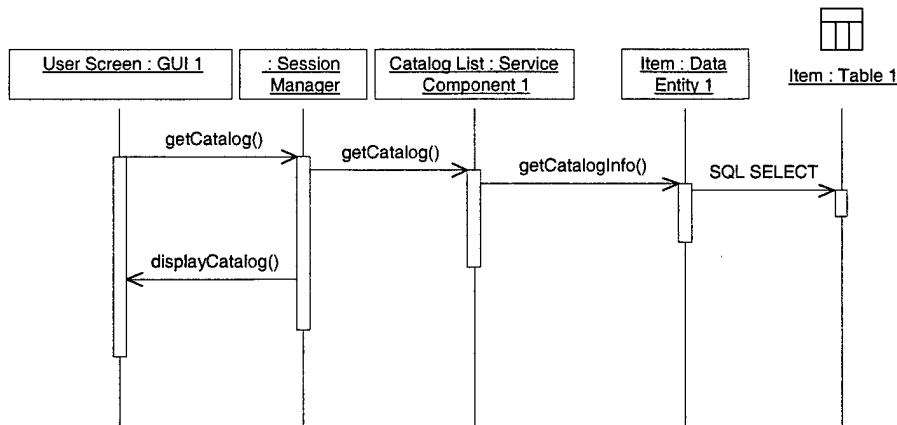 User Screen : GUI 1
: Session
Manager
Catalog List : Service
Component 1
Item : Data
Entity 1
Item : Table 1
getCatalog()
getCatalog()
getCatalogInfo()
SQL SELECT
displayCatalog()